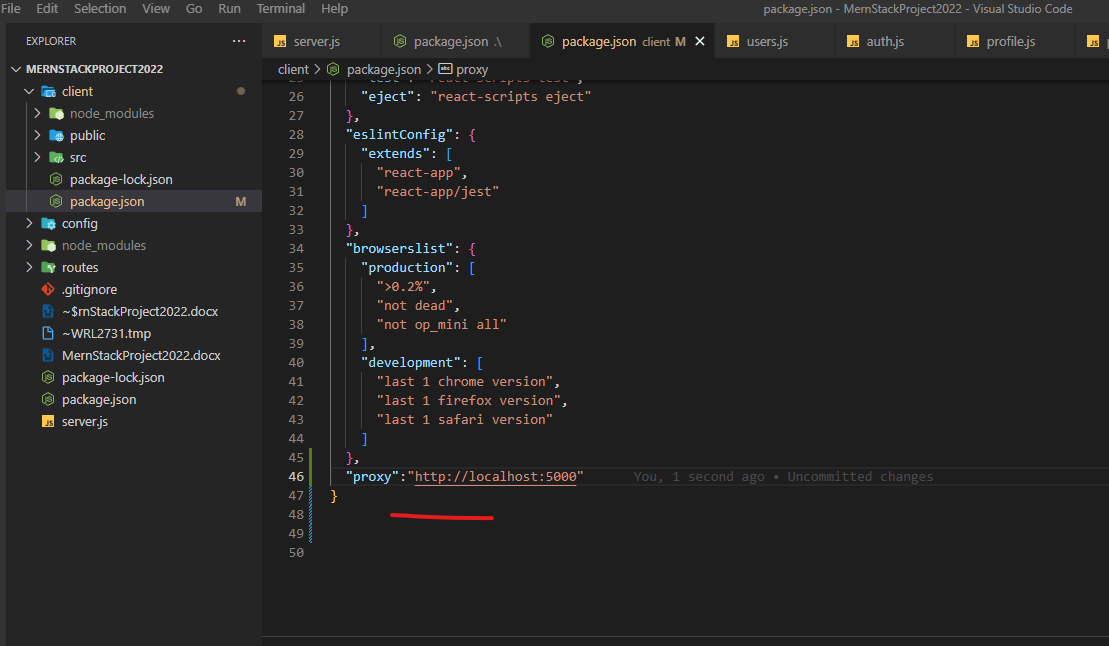 File Edit Selection View Go Run Terminal Help package.json - MernStackProject2022 - Visual Studio Code
EXPLORER ···
MERNSTACKPROJECT2022
client
node_modules
public
src
package-lock.json
package.json M
config
node_modules
routes
.gitignore
~$rnStackProject2022.docx
~WRL2731.tmp
MernStackProject2022.docx
package-lock.json
package.json
server.js
server.js package.json .\ package.json client M users.js auth.js profile.js
client > package.json > proxy
26 "eject": "react-scripts eject"
27 },
28 "eslintConfig": {
29 "extends": [
30 "react-app",
31 "react-app/jest"
32 ]
33 },
34 "browserslist": {
35 "production": [
36 ">0.2%",
37 "not dead",
38 "not op_mini all"
39 ],
40 "development": [
41 "last 1 chrome version",
42 "last 1 firefox version",
43 "last 1 safari version"
44 ]
45 },
46 "proxy":"http://localhost:5000" You, 1 second ago • Uncommitted changes
47 }
48
49
50